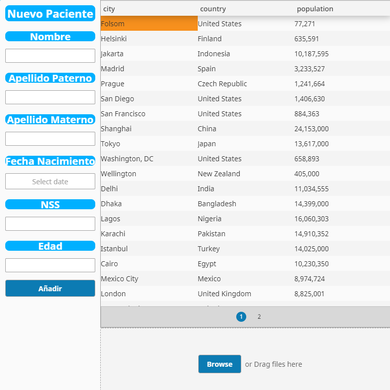 Nuevo Paciente
Nombre
Apellido Paterno
Apellido Materno
Fecha Nacimiento
Select date
NSS
Edad
Añadir
city country population
Folsom United States 77,271
Helsinki Finland 635,591
Jakarta Indonesia 10,187,595
Madrid Spain 3,233,527
Prague Czech Republic 1,241,664
San Diego United States 1,406,630
San Francisco United States 884,363
Shanghai China 24,153,000
Tokyo japan 13,617,000
Washington, DC United States 658,893
Wellington New Zealand 405,000
Delhi India 11,034,555
Dhaka Bangladesh 14,399,000
Lagos Nigeria 16,060,303
Karachi Pakistan 14,910,352
Istanbul Turkey 14,025,000
Cairo Egypt 10,230,350
Mexico City Mexico 8,974,724
London United Kingdom 8,825,001
1 2
Browse or Drag files here